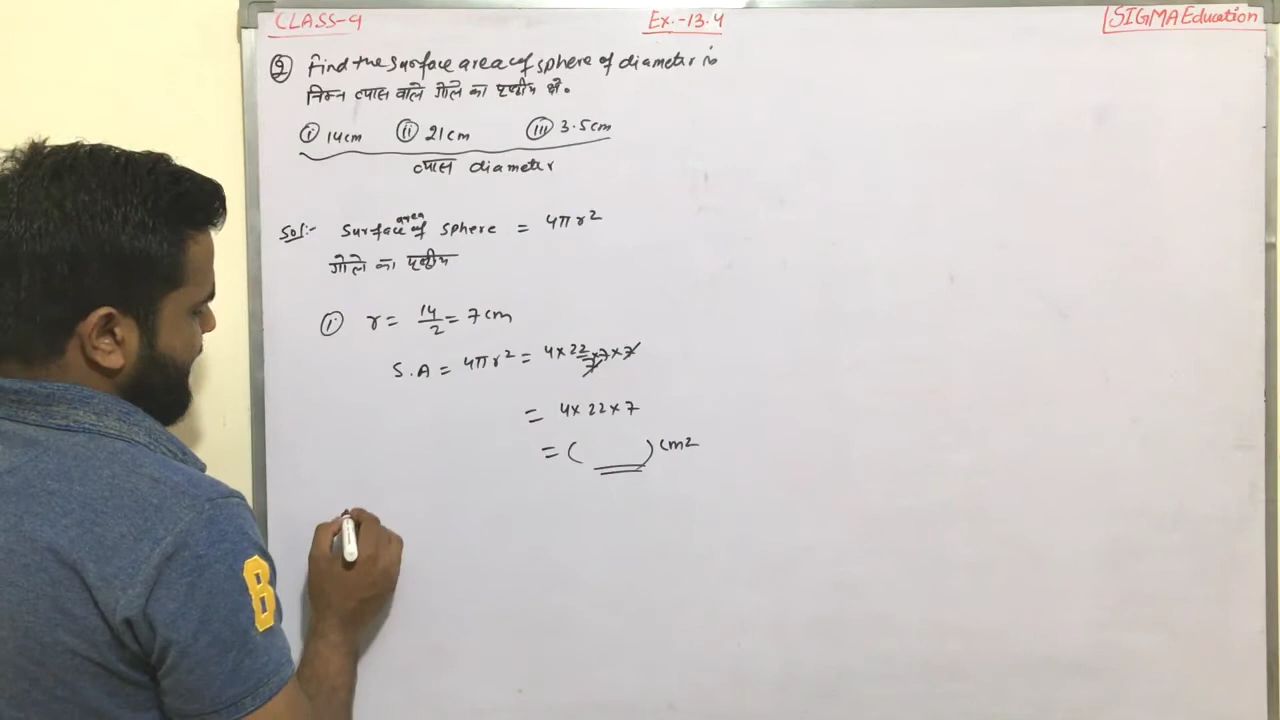 CLASS-9 Ex.-13.4 SIGMA Education
Q Find the Surface area of sphere of diameter is
निम्न व्यास वाले गोले का पृष्ठीय क्षे०
(i) 14cm (ii) 21cm (iii) 3.5cm
व्यास diameter
Sol:- Surface area of sphere = 4πr²
गोले का पृष्ठीय
(i) r = 14/2 = 7cm
S.A = 4πr² = 4×22/7×7×7
= 4×22×7
= ( ) cm²
B